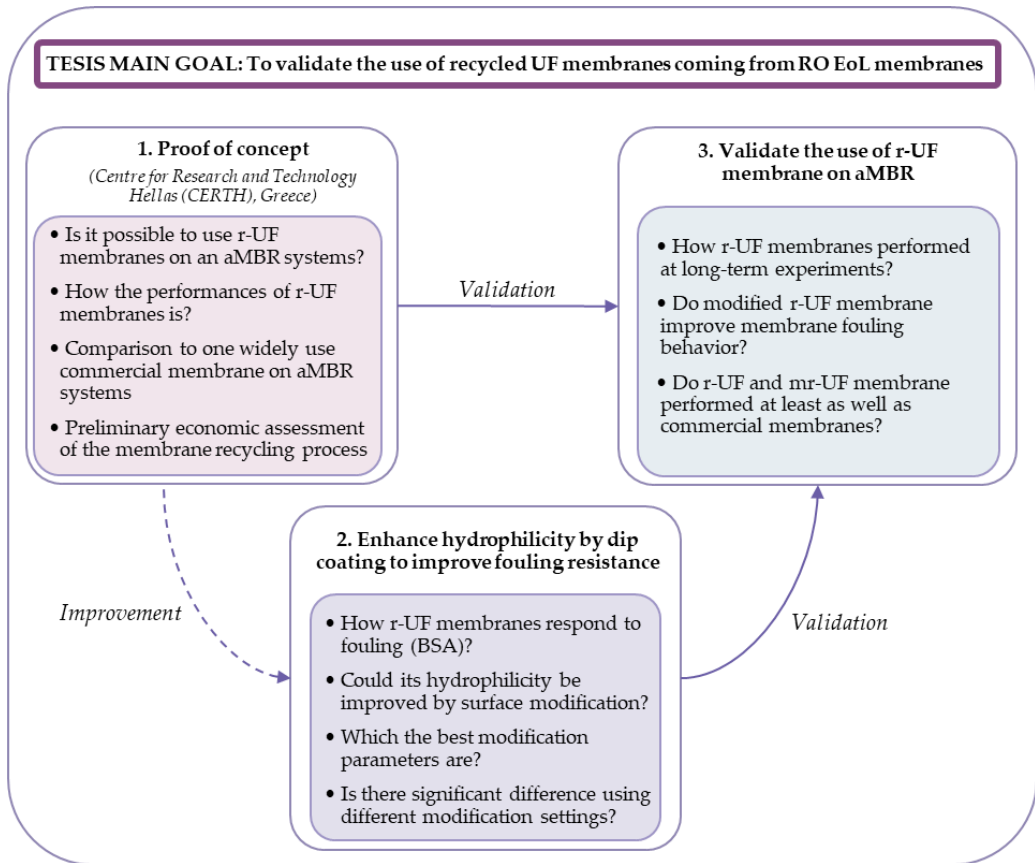 TESIS MAIN GOAL: To validate the use of recycled UF membranes coming from RO EoL membranes
1. Proof of concept
(Centre for Research and Technology
Hellas (CERTH), Greece)
• Is it possible to use r-UF
membranes on an aMBR systems?
• How the performances of r-UF
membranes is?
• Comparison to one widely use
commercial membrane on aMBR
systems
• Preliminary economic assessment
of the membrane recycling process
Validation
3. Validate the use of r-UF
membrane on aMBR
• How r-UF membranes performed
at long-term experiments?
• Do modified r-UF membrane
improve membrane fouling
behavior?
• Do r-UF and mr-UF membrane
performed at least as well as
commercial membranes?
Improvement
2. Enhance hydrophilicity by dip
coating to improve fouling resistance
• How r-UF membranes respond to
fouling (BSA)?
• Could its hydrophilicity be
improved by surface modification?
• Which the best modification
parameters are?
• Is there significant difference using
different modification settings?
Validation